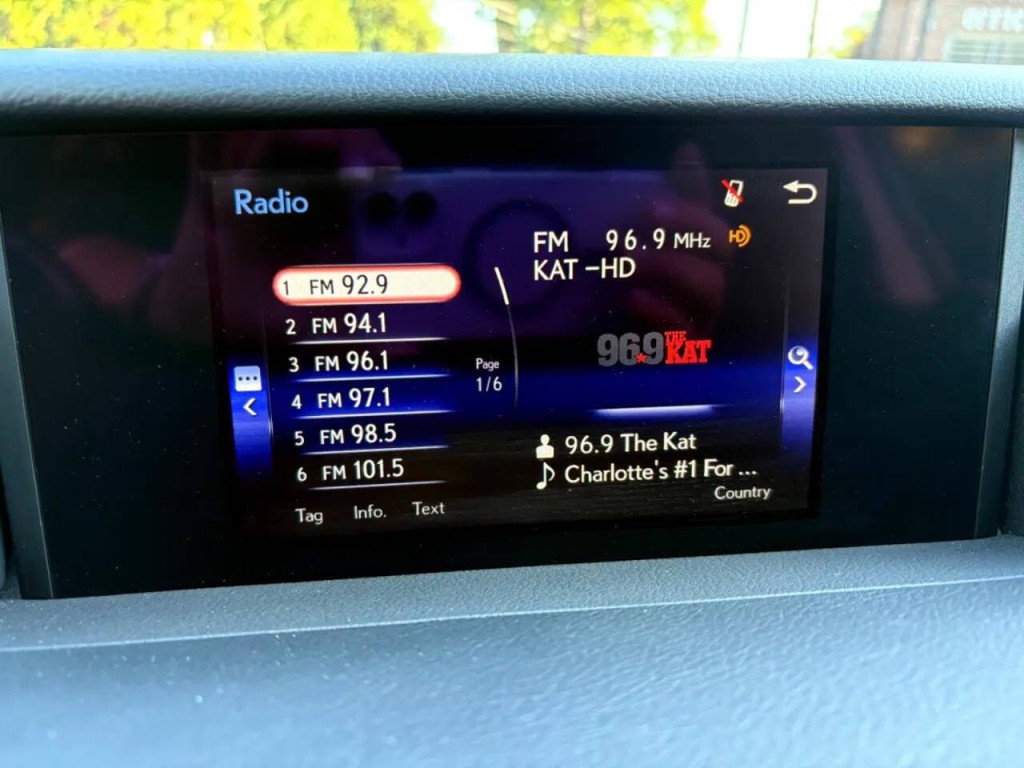 Radio
FM 96.9 MHz HD
KAT -HD
1 FM 92.9
2 FM 94.1
3 FM 96.1
4 FM 97.1
5 FM 98.5
6 FM 101.5
Page
1/6
96.9 THE KAT
96.9 The Kat
Charlotte's #1 For ...
Country
Tag Info. Text